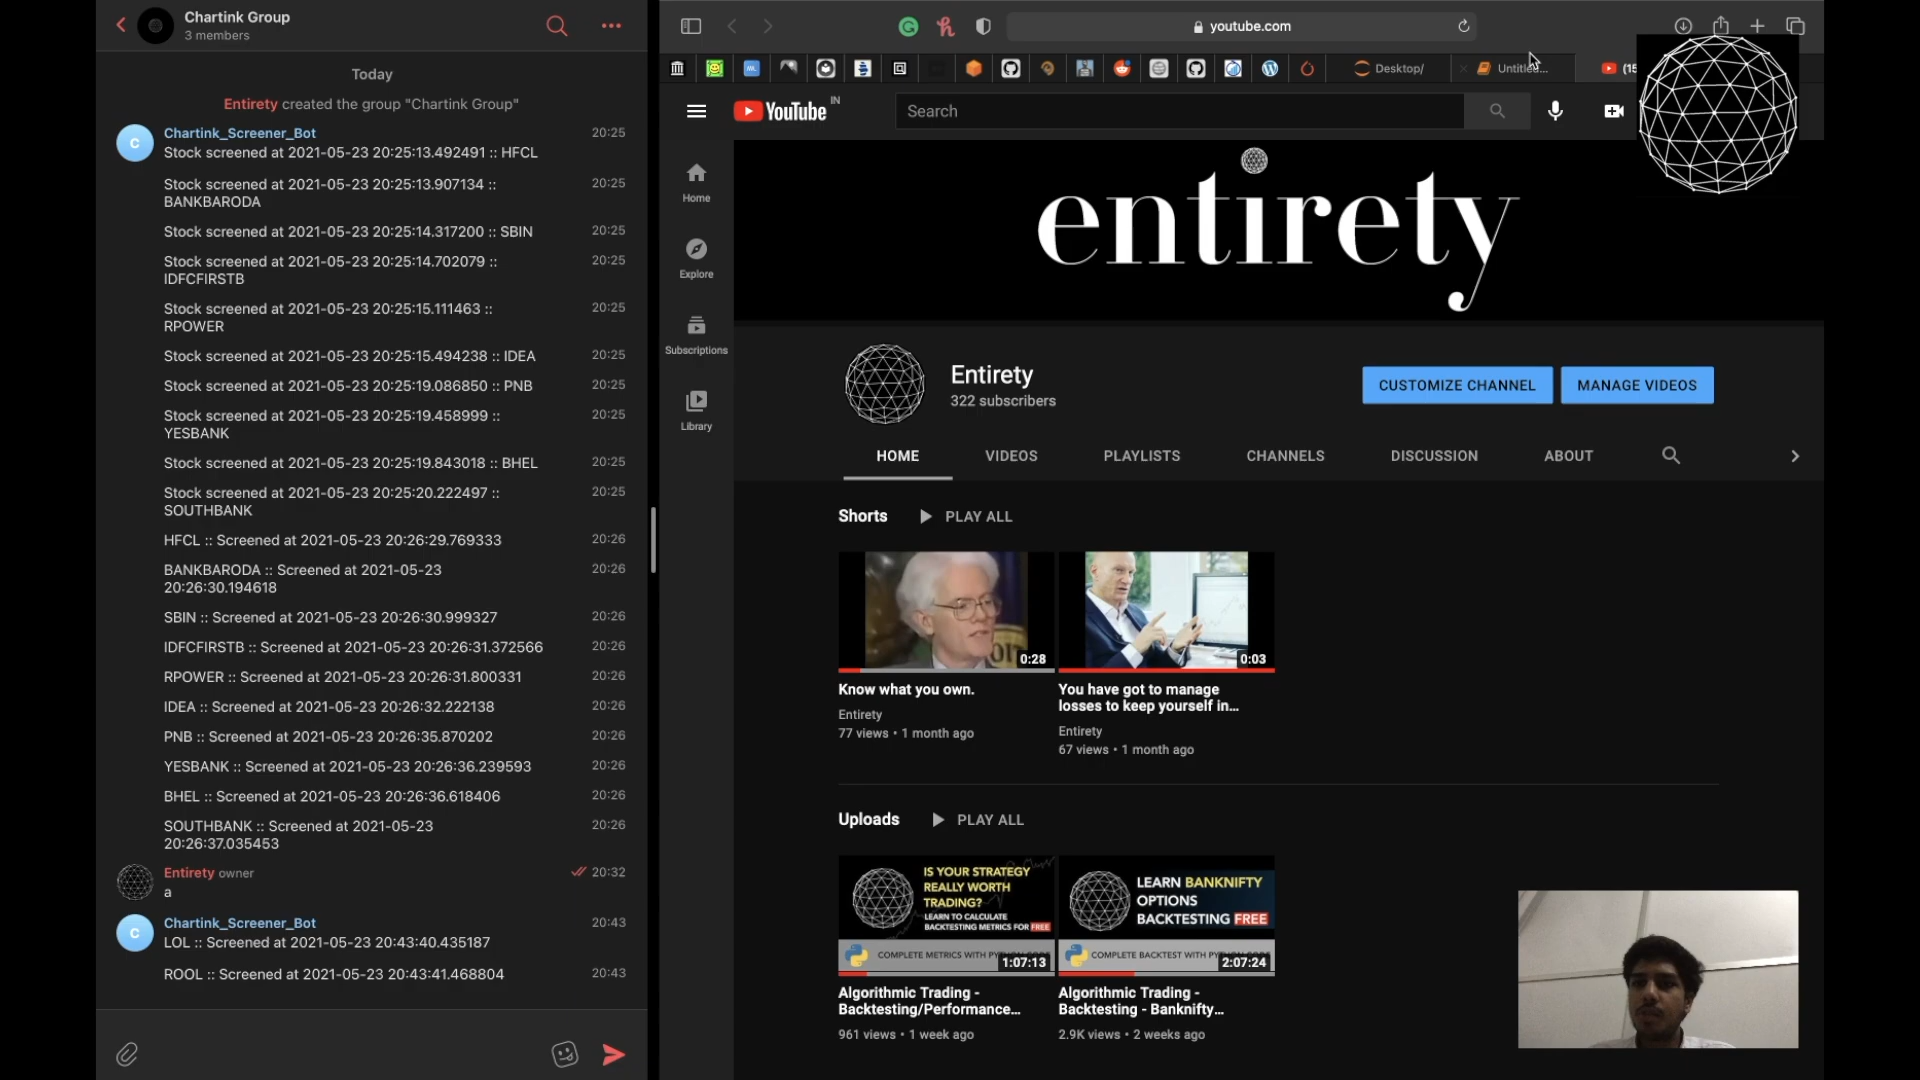 Chartink Group
3 members
Today
Entirety created the group "Chartink Group"
Chartink_Screener_Bot 20:25
Stock screened at 2021-05-23 20:25:13.492491 :: HFCL
Stock screened at 2021-05-23 20:25:13.907134 :: 20:25
BANKBARODA
Stock screened at 2021-05-23 20:25:14.317200 :: SBIN 20:25
Stock screened at 2021-05-23 20:25:14.702079 :: 20:25
IDFCFIRSTB
Stock screened at 2021-05-23 20:25:15.111463 :: 20:25
RPOWER
Stock screened at 2021-05-23 20:25:15.494238 :: IDEA 20:25
Stock screened at 2021-05-23 20:25:19.086850 :: PNB 20:25
Stock screened at 2021-05-23 20:25:19.458999 :: 20:25
YESBANK
Stock screened at 2021-05-23 20:25:19.843018 :: BHEL 20:25
Stock screened at 2021-05-23 20:25:20.222497 :: 20:25
SOUTHBANK
HFCL :: Screened at 2021-05-23 20:26:29.769333 20:26
BANKBARODA :: Screened at 2021-05-23 20:26
20:26:30.194618
SBIN :: Screened at 2021-05-23 20:26:30.999327 20:26
IDFCFIRSTB :: Screened at 2021-05-23 20:26:31.372566 20:26
RPOWER :: Screened at 2021-05-23 20:26:31.800331 20:26
IDEA :: Screened at 2021-05-23 20:26:32.222138 20:26
PNB :: Screened at 2021-05-23 20:26:35.870202 20:26
YESBANK :: Screened at 2021-05-23 20:26:36.239593 20:26
BHEL :: Screened at 2021-05-23 20:26:36.618406 20:26
SOUTHBANK :: Screened at 2021-05-23 20:26
20:26:37.035453
Entirety owner 20:32
a
Chartink_Screener_Bot 20:43
LOL :: Screened at 2021-05-23 20:43:40.435187
ROOL :: Screened at 2021-05-23 20:43:41.468804 20:43
youtube.com
Desktop/
Untitled...
(15
YouTube IN
Search
Home
Explore
Subscriptions
Library
entirety
Entirety
322 subscribers
CUSTOMIZE CHANNEL
MANAGE VIDEOS
HOME VIDEOS PLAYLISTS CHANNELS DISCUSSION ABOUT
Shorts PLAY ALL
0:28
0:03
Know what you own.
Entirety
77 views • 1 month ago
You have got to manage
losses to keep yourself in...
Entirety
67 views • 1 month ago
Uploads PLAY ALL
IS YOUR STRATEGY
REALLY WORTH
TRADING?
LEARN TO CALCULATE
BACKTESTING METRICS FOR FREE
COMPLETE METRICS WITH PYTHON CODE
1:07:13
LEARN BANKNIFTY
OPTIONS
BACKTESTING FREE
COMPLETE BACKTEST WITH PYTHON CODE
2:07:24
Algorithmic Trading -
Backtesting/Performance...
961 views • 1 week ago
Algorithmic Trading -
Backtesting - Banknifty...
2.9K views • 2 weeks ago